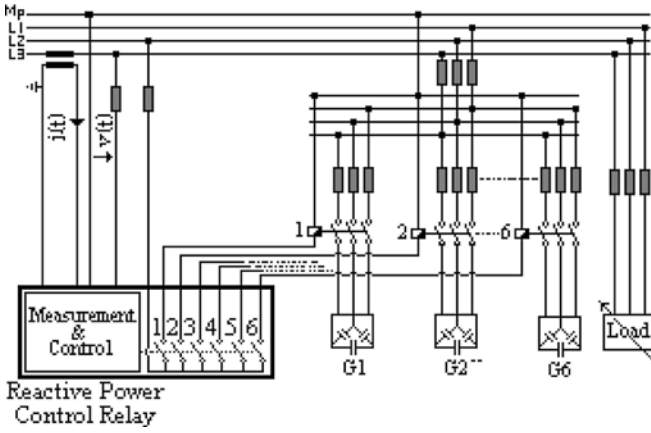 Mp
L1
L2
L3
i(t)
v(t)
1
2
6
Measurement
&
Control
1 2 3 4 5 6
G1
G2
G6
Load
Reactive Power
Control Relay